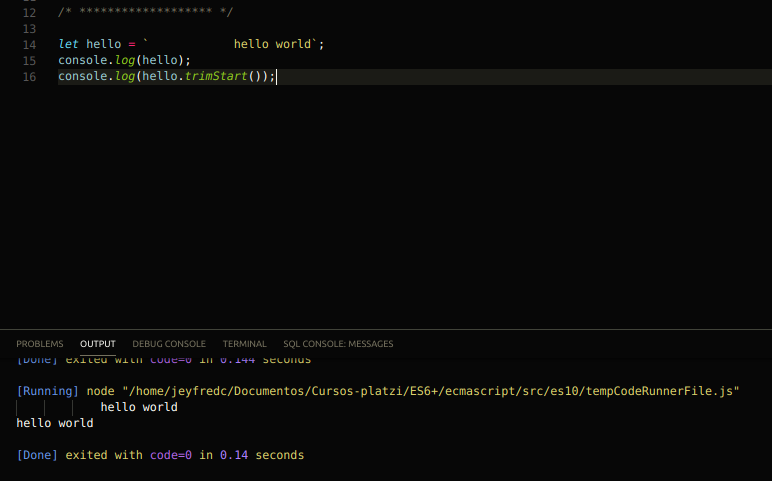 12 /* ******************* */
13
14 let hello = `            hello world`;
15 console.log(hello);
16 console.log(hello.trimStart());
PROBLEMS OUTPUT DEBUG CONSOLE TERMINAL SQL CONSOLE: MESSAGES
[Done] exited with code=0 in 0.144 seconds
[Running] node "/home/jeyfredc/Documentos/Cursos-platzi/ES6+/ecmascript/src/es10/tempCodeRunnerFile.js"
            hello world
hello world
[Done] exited with code=0 in 0.14 seconds